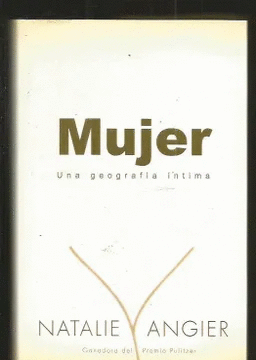 Mujer
Una geografía íntima
NATALIE ANGIER
Ganadora del Premio Pulitzer